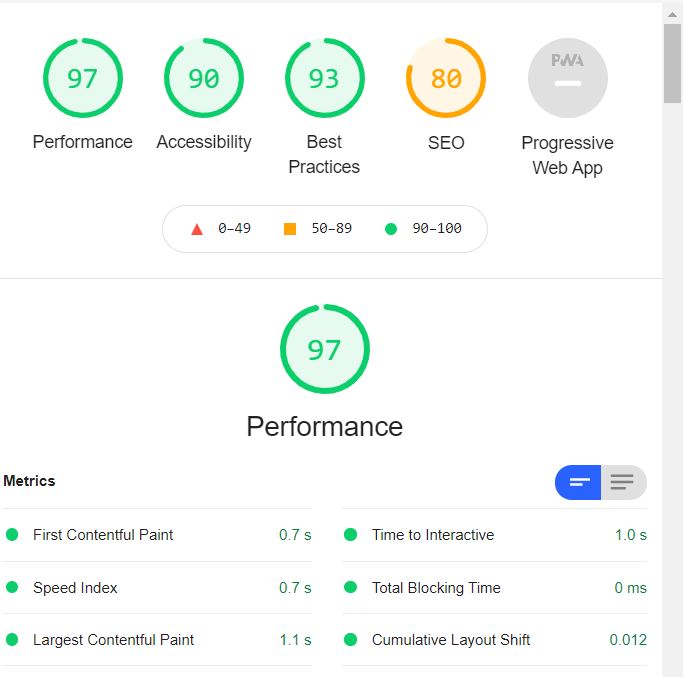 97 90 93 80 PWA
Performance Accessibility Best Practices SEO Progressive Web App
0–49 50–89 90–100
97
Performance
Metrics
First Contentful Paint 0.7 s
Time to Interactive 1.0 s
Speed Index 0.7 s
Total Blocking Time 0 ms
Largest Contentful Paint 1.1 s
Cumulative Layout Shift 0.012